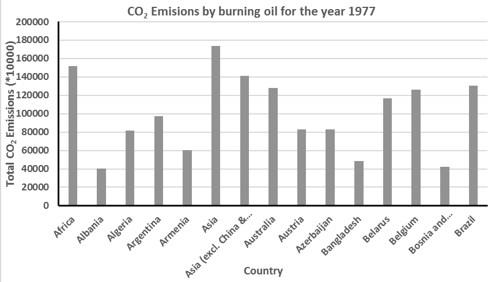 CO₂ Emisions by burning oil for the year 1977
Total CO₂ Emissions (*10000)
200000
180000
160000
140000
120000
100000
80000
60000
40000
20000
0
Africa
Albania
Algeria
Argentina
Armenia
Asia
Asia (excl. China &...
Australia
Austria
Azerbaijan
Bangladesh
Belarus
Belgium
Bosnia and...
Brazil
Country